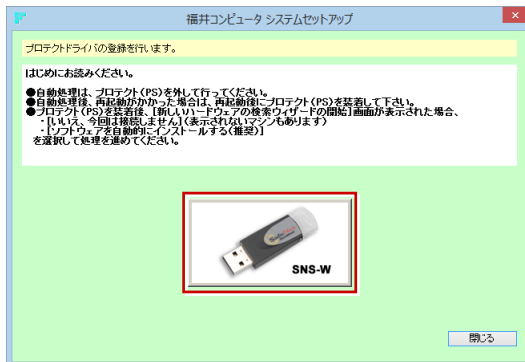 福井コンピュータ システムセットアップ
プロテクトドライバの登録を行います。
はじめにお読みください。
●自動処理は、プロテクト(PS)を外して行ってください。
●自動処理後、再起動がかかった場合は、再起動後にプロテクト(PS)を装着して下さい。
●プロテクト(PS)を装着後、[新しいハードウェアの検索ウィザードの開始]画面が表示された場合、
・[いいえ、今回は接続しません](表示されないマシンもあります)
・[ソフトウェアを自動的にインストールする(推奨)]
を選択して処理を進めてください。
SNS-W
閉じる